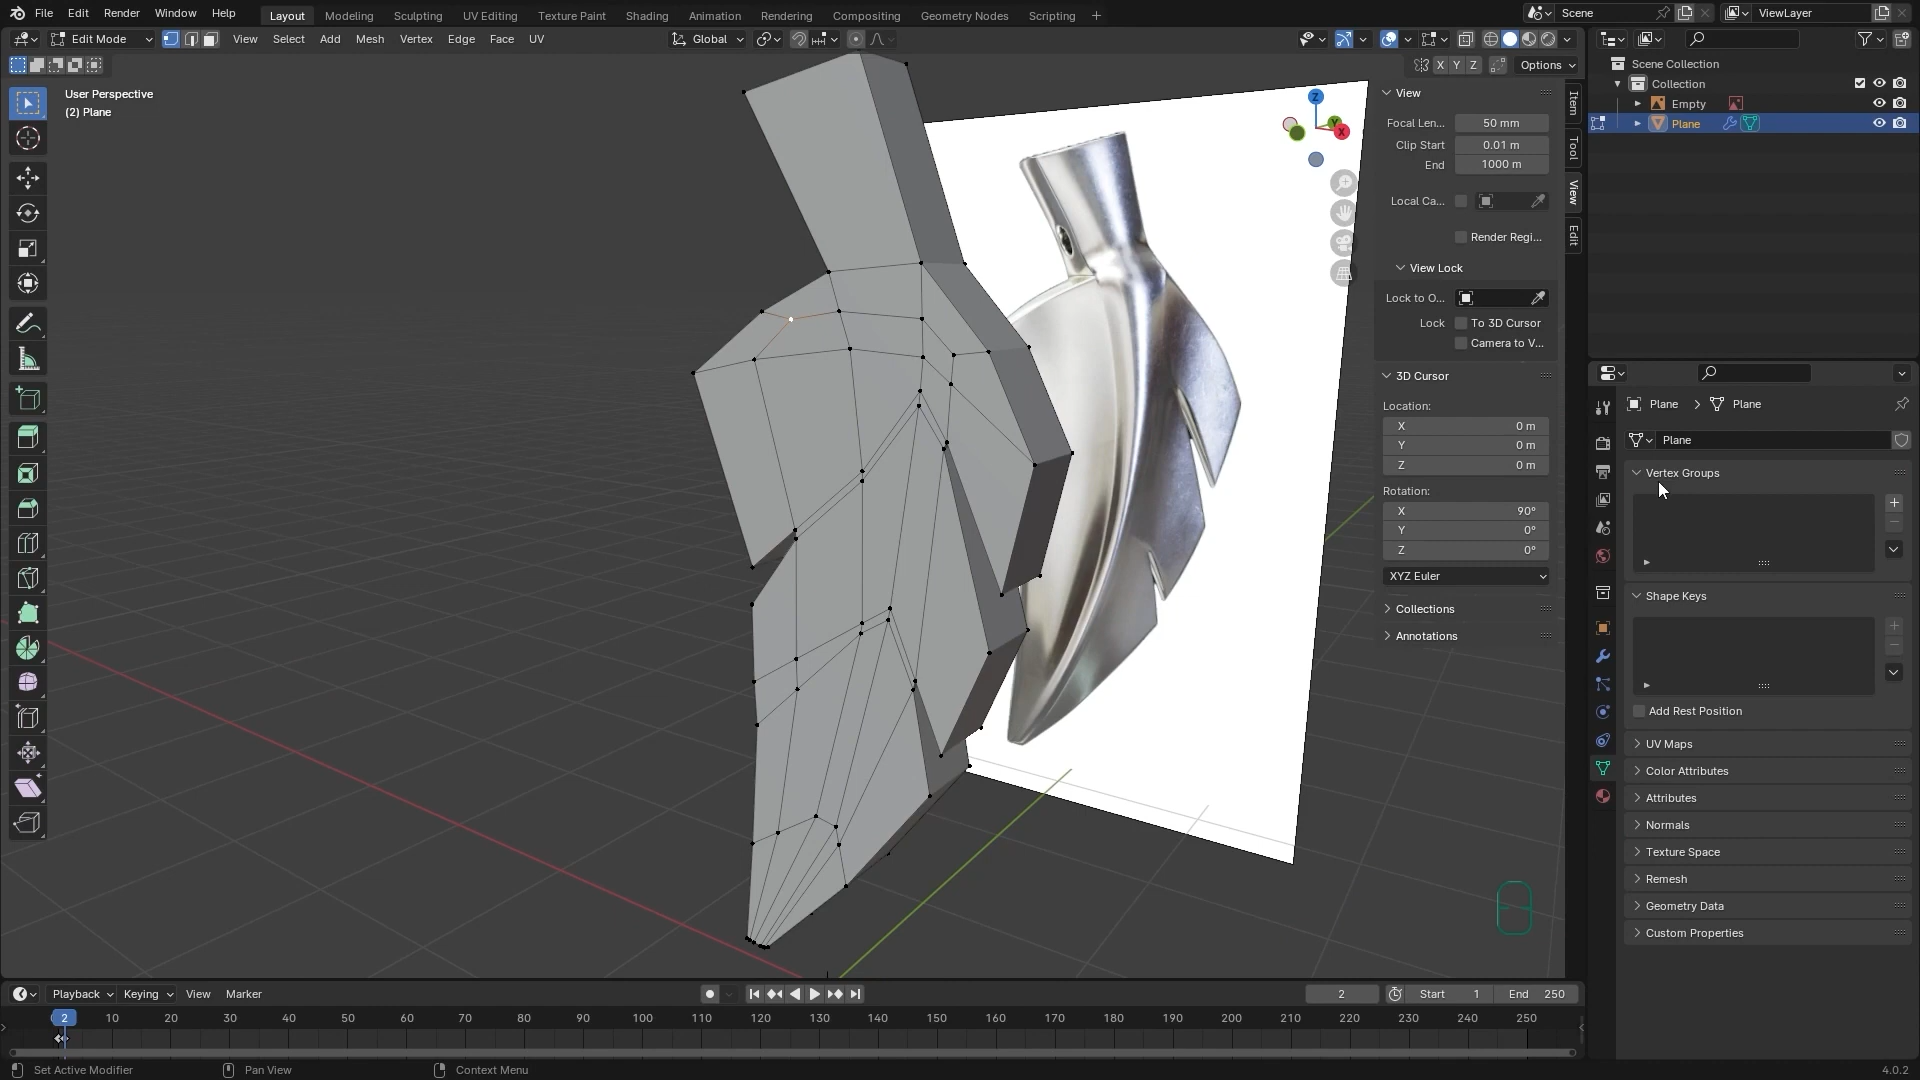 File Edit Render Window Help Layout Modeling Sculpting UV Editing Texture Paint Shading Animation Rendering Compositing Geometry Nodes Scripting Scene ViewLayer
Edit Mode View Select Add Mesh Vertex Edge Face UV Global
X Y Z Options
User Perspective
(2) Plane
Z
Y
X
View
Focal Len... 50 mm
Clip Start 0.01 m
End 1000 m
Local Ca...
Render Regi...
View Lock
Lock to O...
Lock To 3D Cursor
Camera to V...
3D Cursor
Location:
X 0 m
Y 0 m
Z 0 m
Rotation:
X 90°
Y 0°
Z 0°
XYZ Euler
Collections
Annotations
Item
Tool
View
Edit
Scene Collection
Collection
Empty
Plane
Plane Plane
Plane
Vertex Groups
Shape Keys
Add Rest Position
UV Maps
Color Attributes
Attributes
Normals
Texture Space
Remesh
Geometry Data
Custom Properties
Playback Keying View Marker 2 Start 1 End 250
2 10 20 30 40 50 60 70 80 90 100 110 120 130 140 150 160 170 180 190 200 210 220 230 240 250
Set Active Modifier Pan View Context Menu 4.0.2